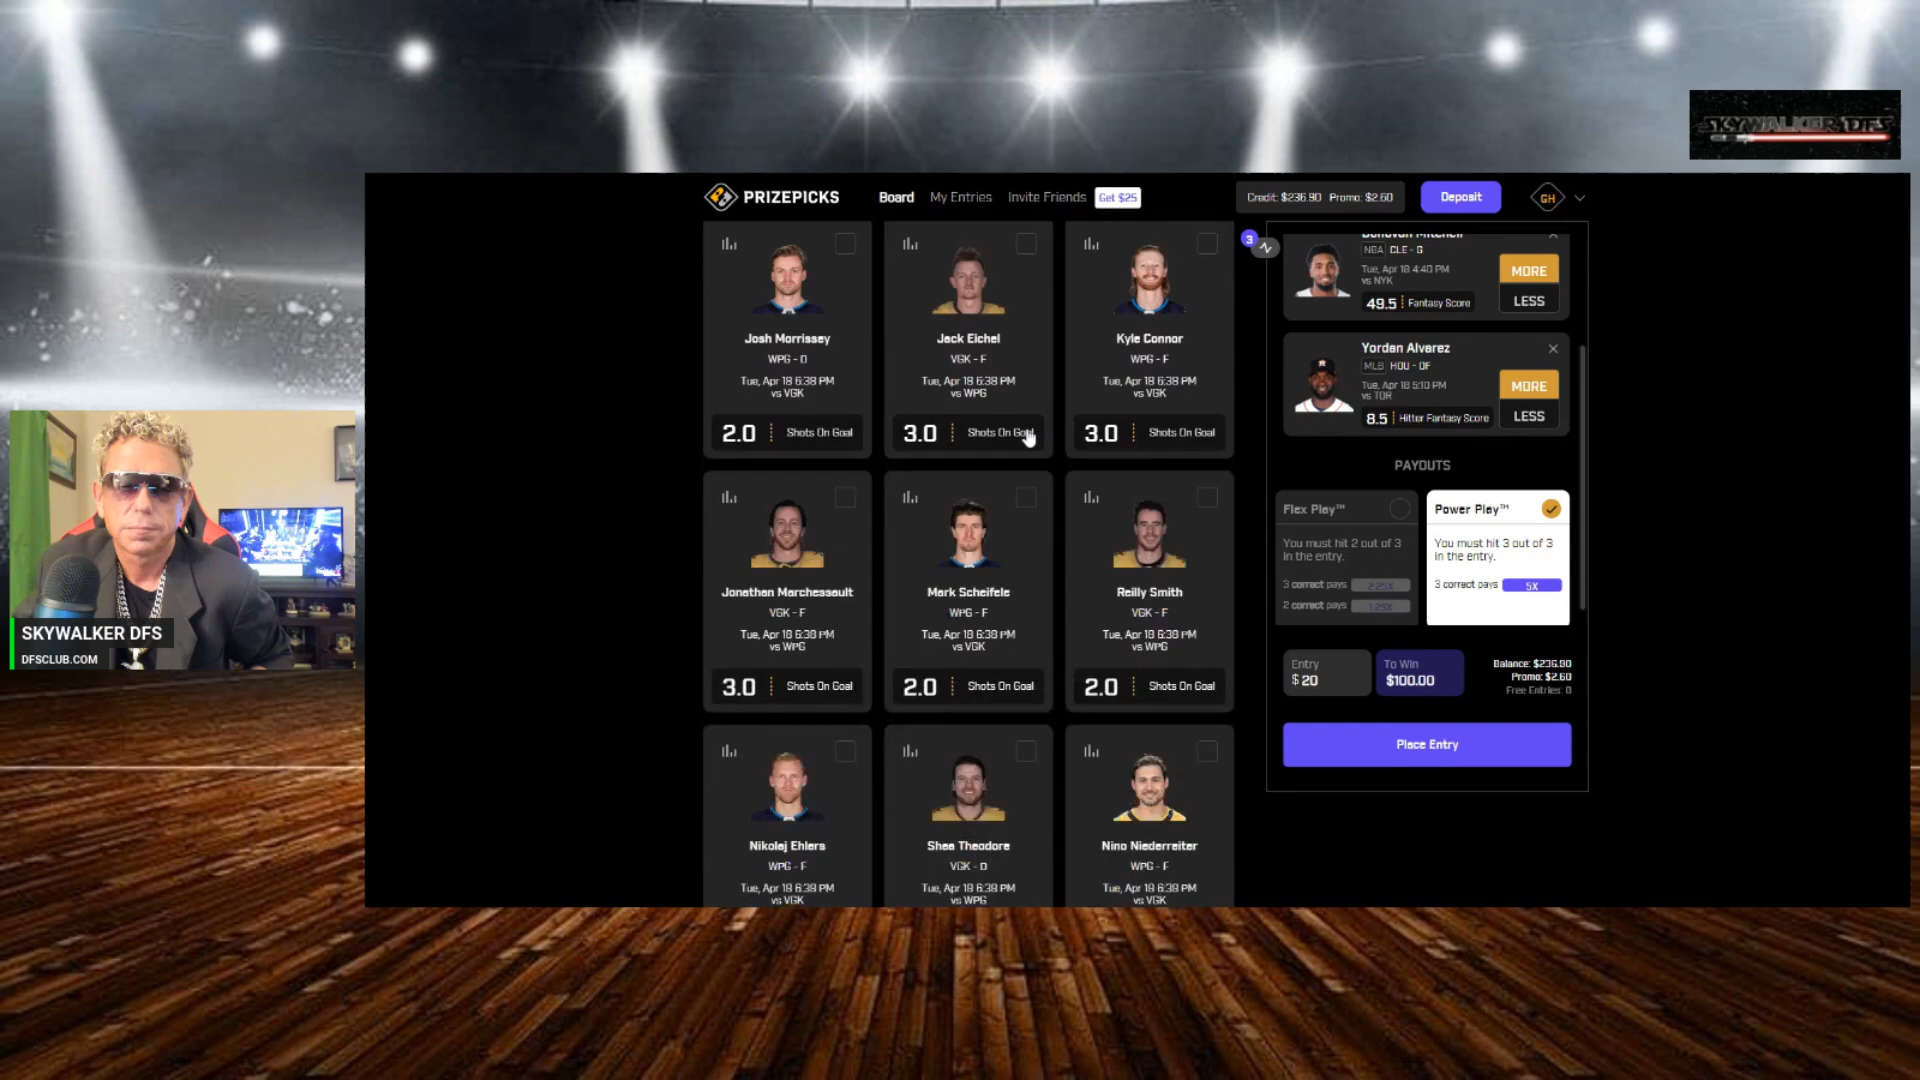 SKYWALKER DFS
PRIZEPICKS
Board
My Entries
Invite Friends
Get $25
Credit: $236.90 Promo: $2.60
Deposit
GH
Josh Morrissey
WPG - D
Tue, Apr 18 6:38 PM
vs VGK
2.0 Shots On Goal
Jack Eichel
VGK - F
Tue, Apr 18 6:38 PM
vs WPG
3.0 Shots On Goal
Kyle Connor
WPG - F
Tue, Apr 18 6:38 PM
vs VGK
3.0 Shots On Goal
Jonathan Marchessault
VGK - F
Tue, Apr 18 6:38 PM
vs WPG
3.0 Shots On Goal
Mark Scheifele
WPG - F
Tue, Apr 18 6:38 PM
vs VGK
2.0 Shots On Goal
Reilly Smith
VGK - F
Tue, Apr 18 6:38 PM
vs WPG
2.0 Shots On Goal
Nikolaj Ehlers
WPG - F
Tue, Apr 18 6:38 PM
vs VGK
Shea Theodore
VGK - D
Tue, Apr 18 6:38 PM
vs WPG
Nino Niederreiter
WPG - F
Tue, Apr 18 6:38 PM
vs VGK
3
Donovan Mitchell
NBA CLE - G
Tue, Apr 18 4:40 PM
vs NYK
49.5 Fantasy Score
MORE
LESS
Yordan Alvarez
MLB HOU - OF
Tue, Apr 18 5:10 PM
vs TOR
8.5 Hitter Fantasy Score
MORE
LESS
PAYOUTS
Flex Play™
You must hit 2 out of 3
in the entry.
3 correct pays 2.25X
2 correct pays 1.25X
Power Play™
You must hit 3 out of 3
in the entry.
3 correct pays 5X
Entry
$ 20
To Win
$100.00
Balance: $236.90
Promo: $2.60
Free Entries: 0
Place Entry
SKYWALKER DFS
DFSCLUB.COM